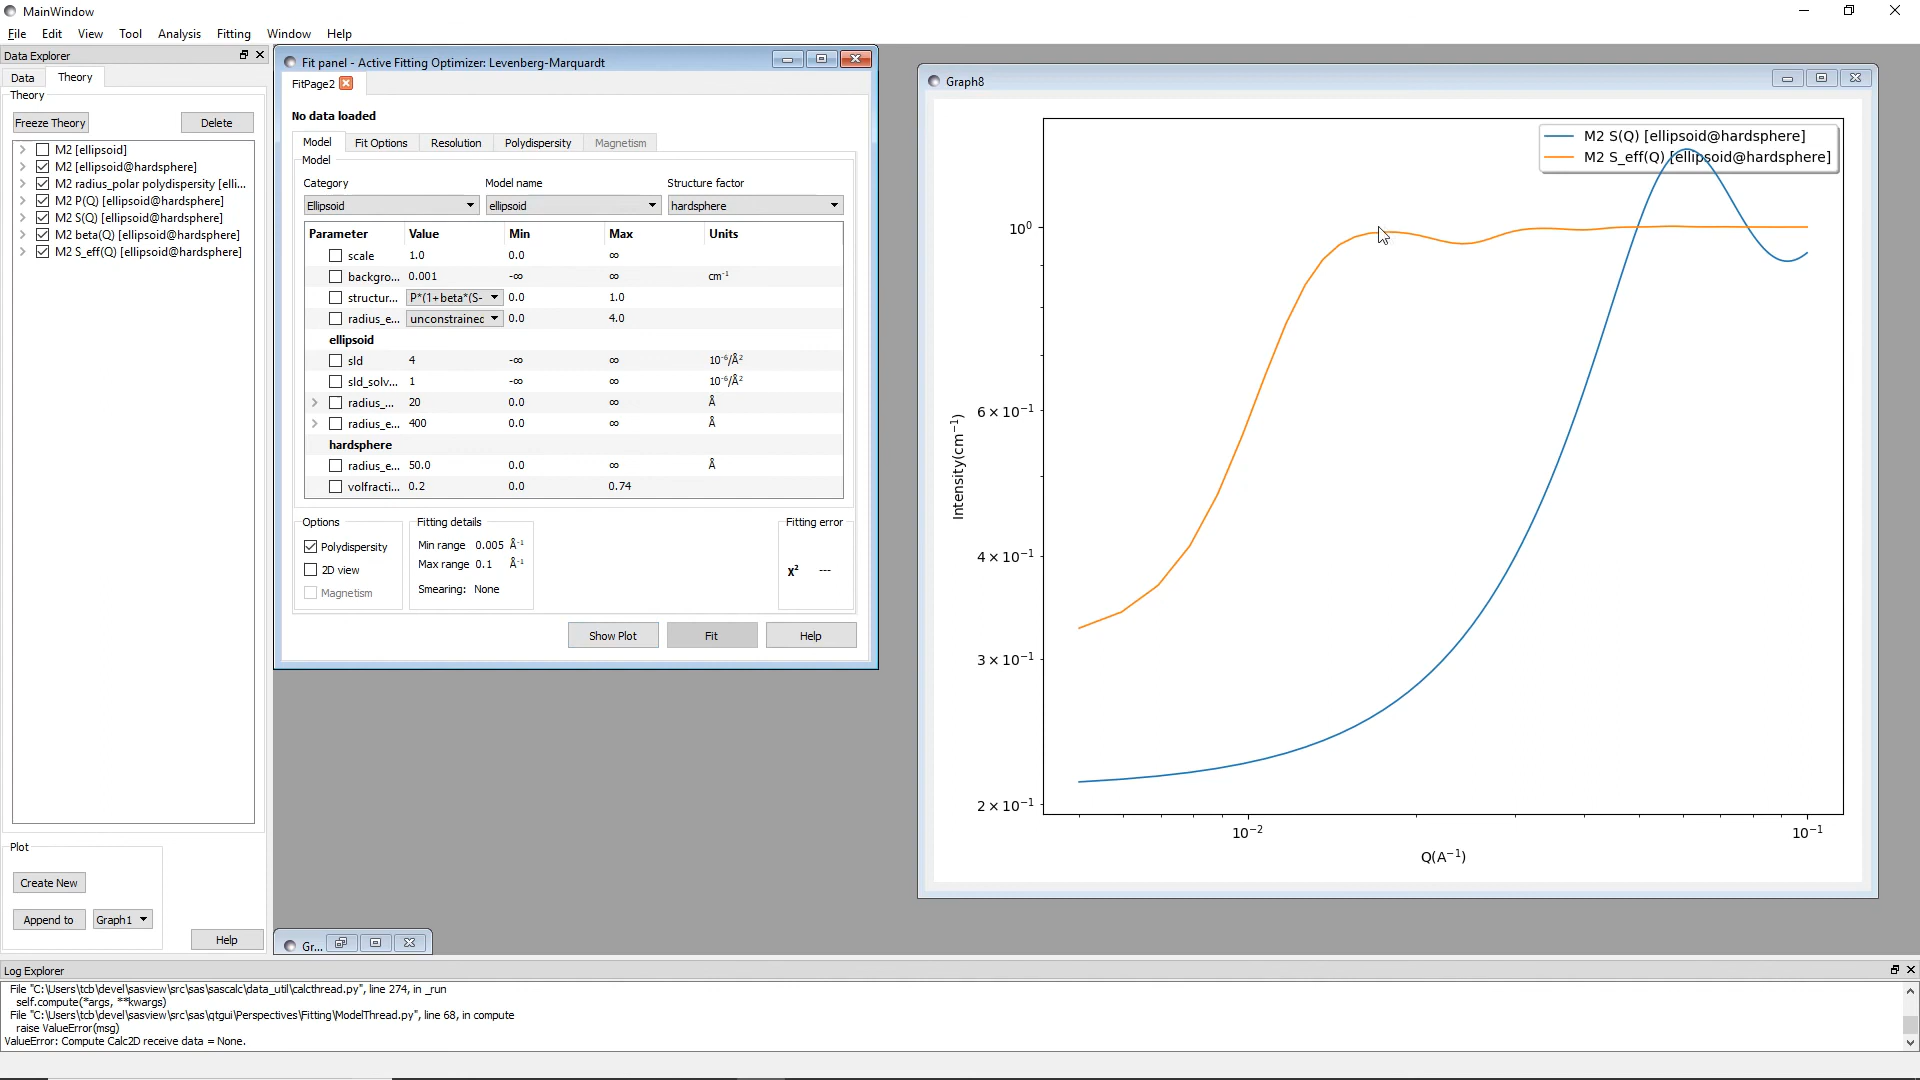 MainWindow
File Edit View Tool Analysis Fitting Window Help
Data Explorer
Data Theory
Theory
Freeze Theory Delete
M2 [ellipsoid]
M2 [ellipsoid@hardsphere]
M2 radius_polar polydispersity [elli...
M2 P(Q) [ellipsoid@hardsphere]
M2 S(Q) [ellipsoid@hardsphere]
M2 beta(Q) [ellipsoid@hardsphere]
M2 S_eff(Q) [ellipsoid@hardsphere]
Plot
Create New
Append to Graph1
Help
Fit panel - Active Fitting Optimizer: Levenberg-Marquardt
FitPage2
No data loaded
Model Fit Options Resolution Polydispersity Magnetism
Model
Category Model name Structure factor
Ellipsoid ellipsoid hardsphere
Parameter Value Min Max Units
scale 1.0 0.0 ∞
backgro... 0.001 -∞ ∞ cm⁻¹
structur... P*(1+beta*(S- 0.0 1.0
radius_e... unconstrained 0.0 4.0
ellipsoid
sld 4 -∞ ∞ 10⁻⁶/Å²
sld_solv... 1 -∞ ∞ 10⁻⁶/Å²
radius_... 20 0.0 ∞ Å
radius_e... 400 0.0 ∞ Å
hardsphere
radius_e... 50.0 0.0 ∞ Å
volfracti... 0.2 0.0 0.74
Options Fitting details Fitting error
Polydispersity Min range 0.005 Å⁻¹
2D view Max range 0.1 Å⁻¹ χ² ---
Magnetism Smearing: None
Show Plot Fit Help
Gr...
Graph8
M2 S(Q) [ellipsoid@hardsphere]
M2 S_eff(Q) [ellipsoid@hardsphere]
10⁰
6 × 10⁻¹
4 × 10⁻¹
3 × 10⁻¹
2 × 10⁻¹
Intensity(cm⁻¹)
10⁻² 10⁻¹
Q(A⁻¹)
Log Explorer
File "C:\Users\tcb\devel\sasview\src\sas\sascalc\data_util\calcthread.py", line 274, in _run
self.compute(*args, **kwargs)
File "C:\Users\tcb\devel\sasview\src\sas\qtgui\Perspectives\Fitting\ModelThread.py", line 68, in compute
raise ValueError(msg)
ValueError: Compute Calc2D receive data = None.